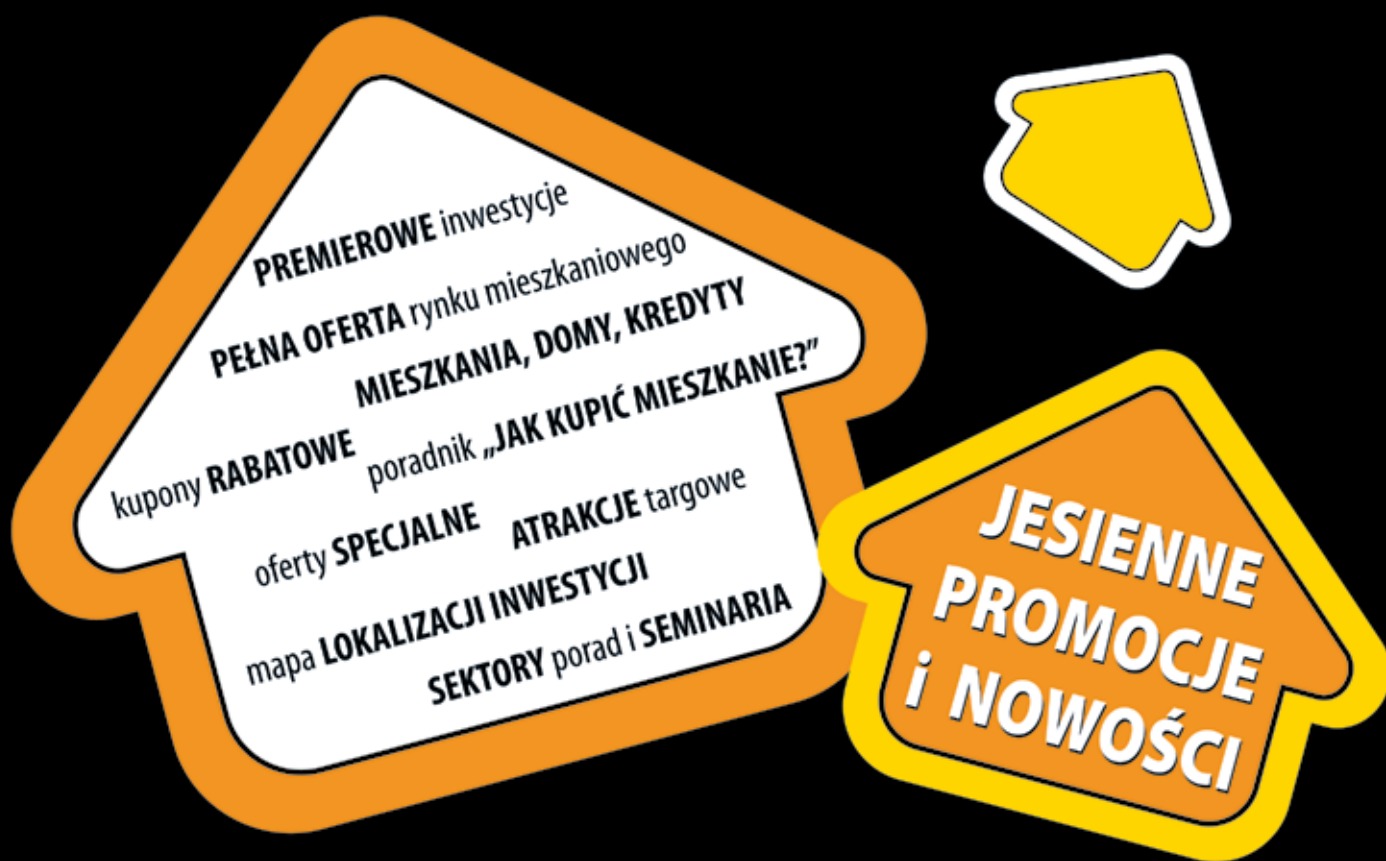 PREMIEROWE inwestycje
PEŁNA OFERTA rynku mieszkaniowego
MIESZKANIA, DOMY, KREDYTY
kupony RABATOWE
poradnik „JAK KUPIĆ MIESZKANIE?”
oferty SPECJALNE
ATRAKCJE targowe
mapa LOKALIZACJI INWESTYCJI
SEKTORY porad i SEMINARIA
JESIENNE
PROMOCJE
i NOWOŚCI